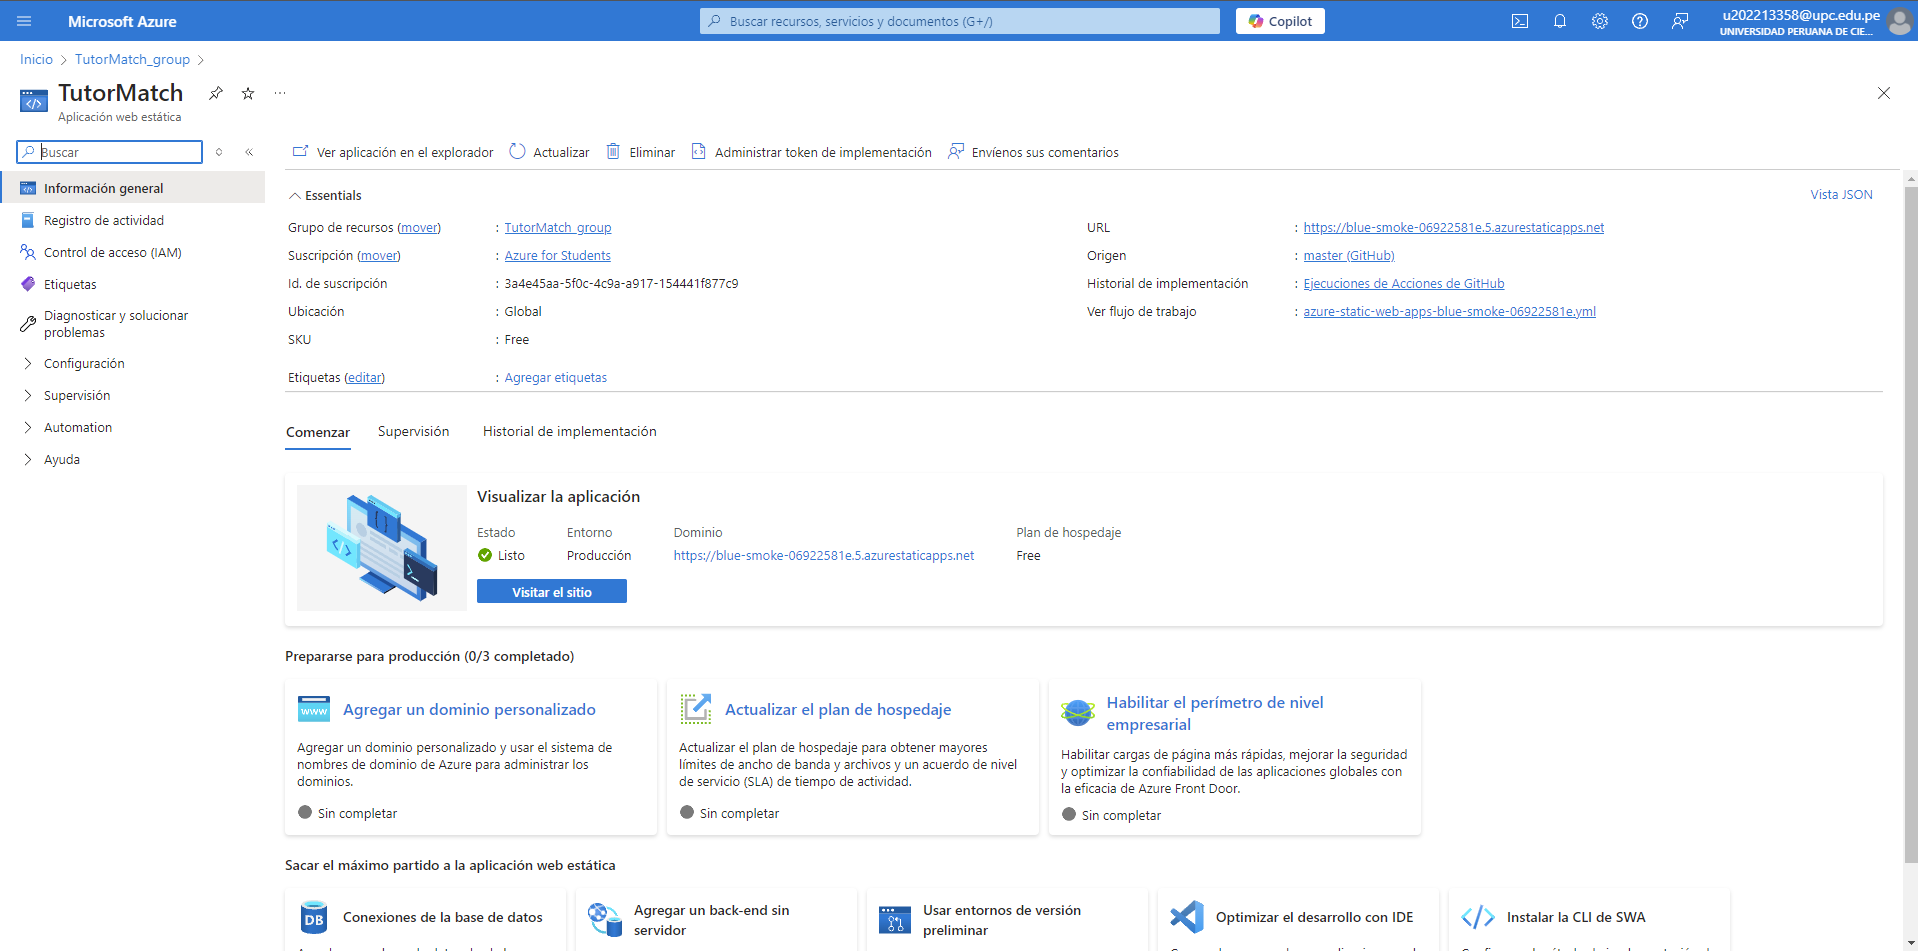 Microsoft Azure
Buscar recursos, servicios y documentos (G+/)
Copilot
u202213358@upc.edu.pe
UNIVERSIDAD PERUANA DE CIE...
Inicio > TutorMatch_group >
TutorMatch
Aplicación web estática
Buscar
Ver aplicación en el explorador
Actualizar
Eliminar
Administrar token de implementación
Envíenos sus comentarios
Información general
Registro de actividad
Control de acceso (IAM)
Etiquetas
Diagnosticar y solucionar
problemas
Configuración
Supervisión
Automation
Ayuda
Essentials
Vista JSON
Grupo de recursos (mover) : TutorMatch_group
Suscripción (mover) : Azure for Students
Id. de suscripción : 3a4e45aa-5f0c-4c9a-a917-154441f877c9
Ubicación : Global
SKU : Free
Etiquetas (editar) : Agregar etiquetas
URL : https://blue-smoke-06922581e.5.azurestaticapps.net
Origen : master (GitHub)
Historial de implementación : Ejecuciones de Acciones de GitHub
Ver flujo de trabajo : azure-static-web-apps-blue-smoke-06922581e.yml
Comenzar
Supervisión
Historial de implementación
Visualizar la aplicación
Estado
Listo
Entorno
Producción
Dominio
https://blue-smoke-06922581e.5.azurestaticapps.net
Plan de hospedaje
Free
Visitar el sitio
Prepararse para producción (0/3 completado)
www
Agregar un dominio personalizado
Agregar un dominio personalizado y usar el sistema de
nombres de dominio de Azure para administrar los
dominios.
Sin completar
Actualizar el plan de hospedaje
Actualizar el plan de hospedaje para obtener mayores
límites de ancho de banda y archivos y un acuerdo de nivel
de servicio (SLA) de tiempo de actividad.
Sin completar
Habilitar el perímetro de nivel
empresarial
Habilitar cargas de página más rápidas, mejorar la seguridad
y optimizar la confiabilidad de las aplicaciones globales con
la eficacia de Azure Front Door.
Sin completar
Sacar el máximo partido a la aplicación web estática
DB
Conexiones de la base de datos
Agregar un back-end sin
servidor
Usar entornos de versión
preliminar
Optimizar el desarrollo con IDE
Instalar la CLI de SWA